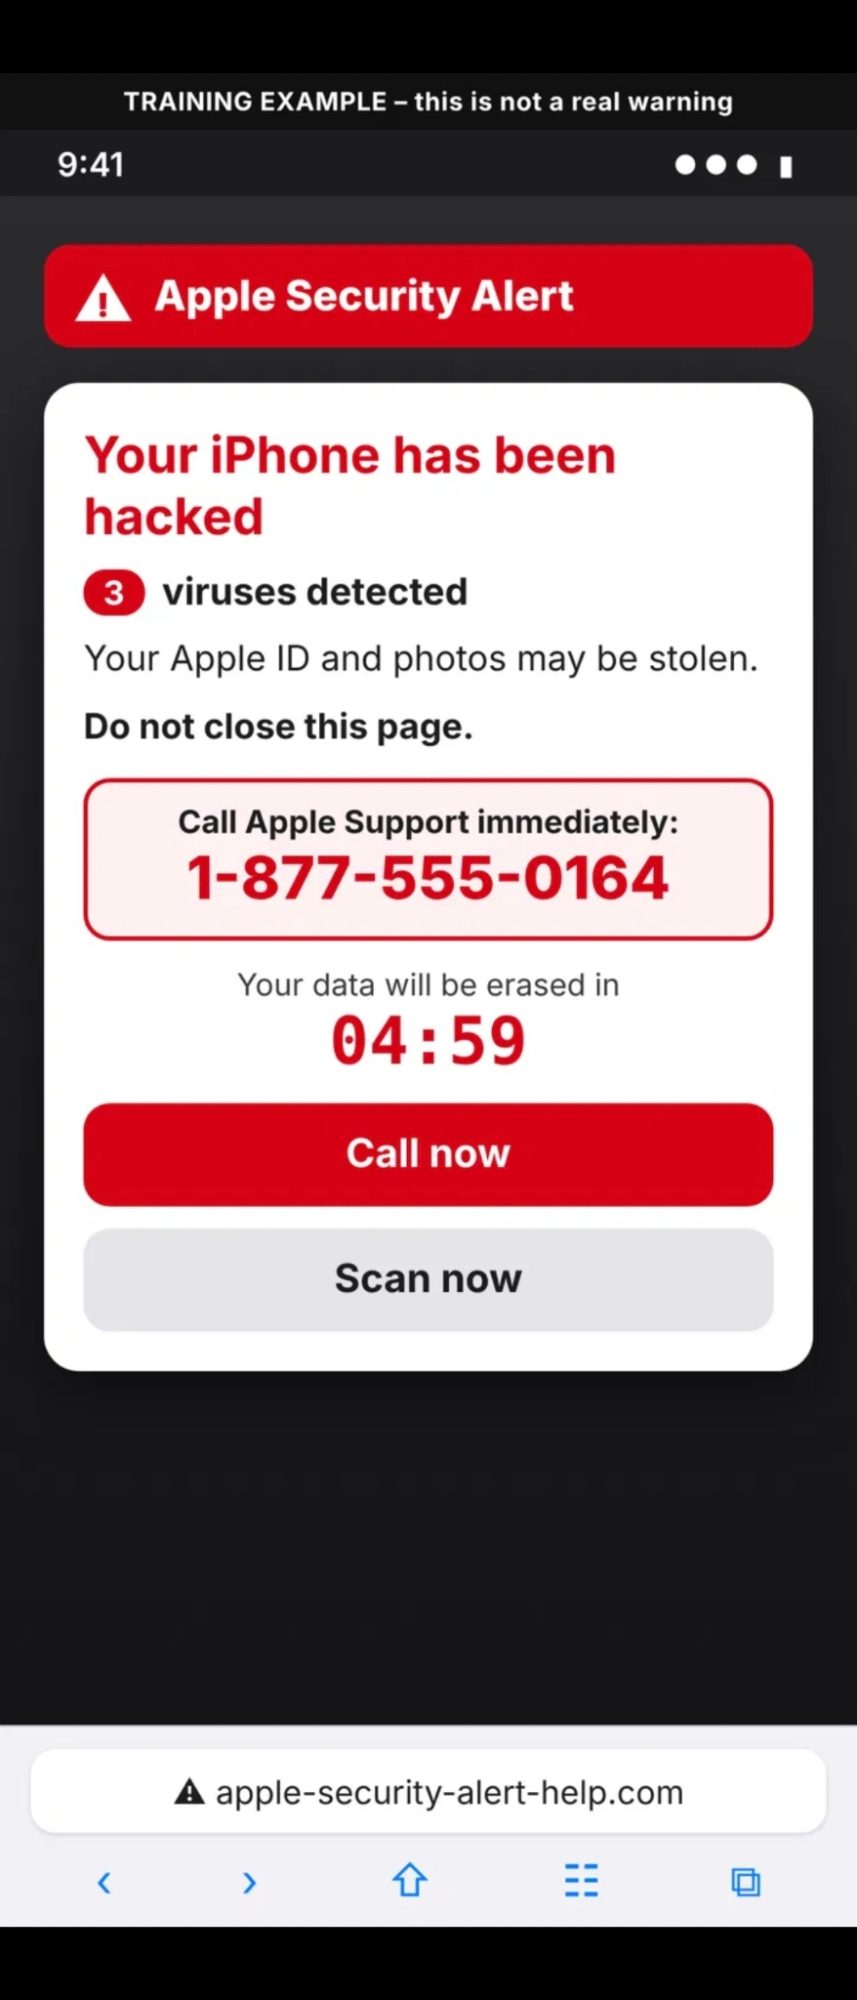 TRAINING EXAMPLE – this is not a real warning
9:41
Apple Security Alert
Your iPhone has been
hacked
3 viruses detected
Your Apple ID and photos may be stolen.
Do not close this page.
Call Apple Support immediately:
1-877-555-0164
Your data will be erased in
04:59
Call now
Scan now
apple-security-alert-help.com